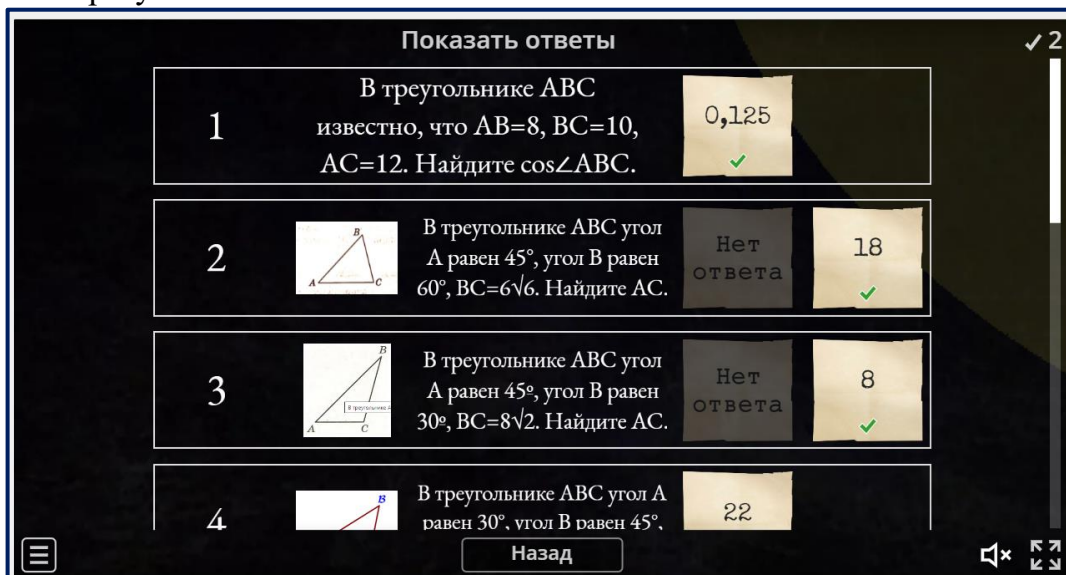 Показать ответы
2
1
В треугольнике ABC
известно, что AB=8, BC=10,
AC=12. Найдите cos∠ABC.
0,125
2
B
A
C
В треугольнике ABC угол
A равен 45°, угол B равен
60°, BC=6√6. Найдите AC.
Нет
ответа
18
3
B
A
C
В треугольнике ABC угол
A равен 45º, угол B равен
30º, BC=8√2. Найдите AC.
Нет
ответа
8
4
B
В треугольнике ABC угол A
равен 30°, угол B равен 45°,
22
Назад